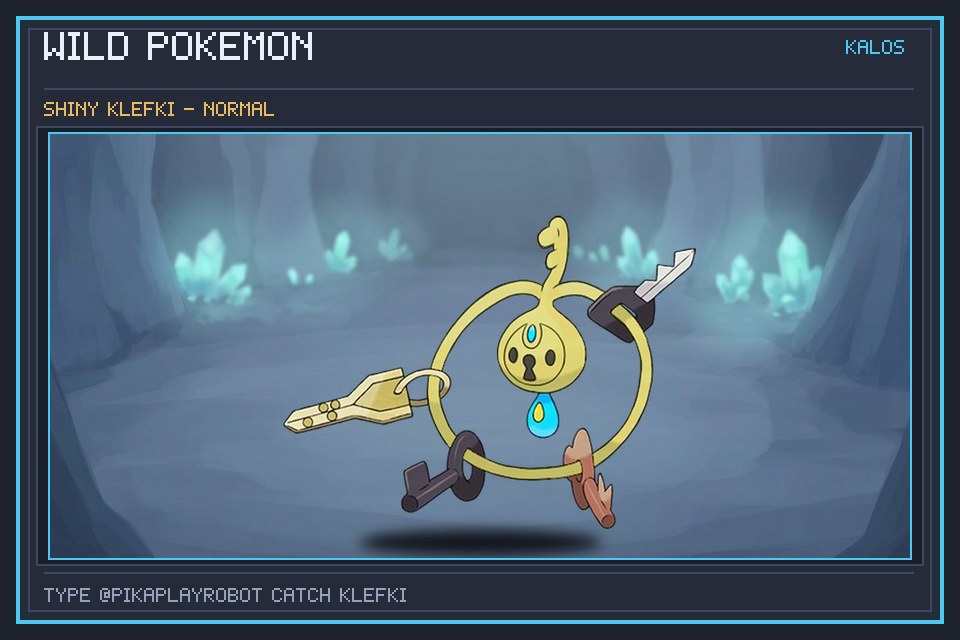 WILD POKEMON
KALOS
SHINY KLEFKI - NORMAL
TYPE @PIKAPLAYROBOT CATCH KLEFKI